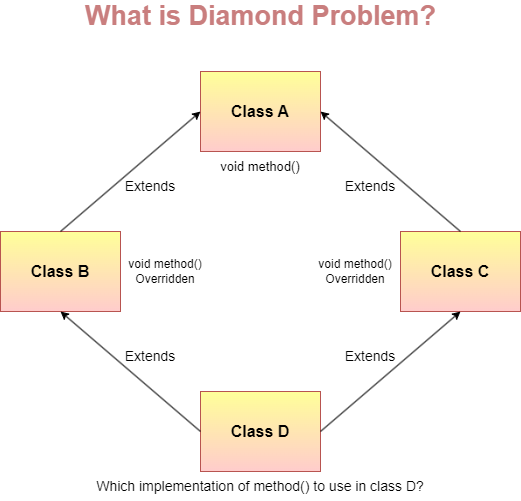 What is Diamond Problem?
Class A
void method()
Extends
Extends
Class B
void method()
Overridden
void method()
Overridden
Class C
Extends
Extends
Class D
Which implementation of method() to use in class D?